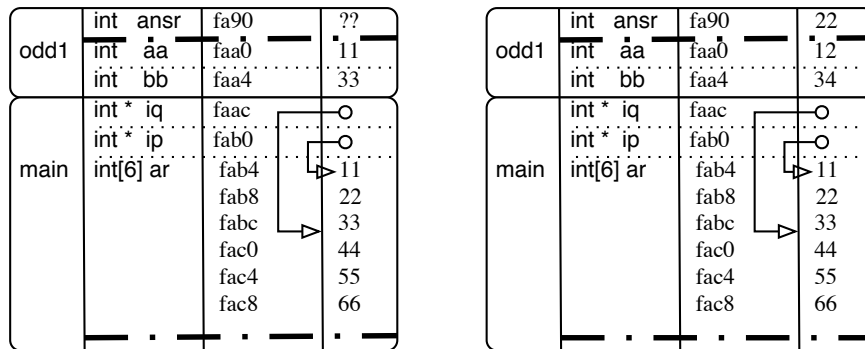 int ansr fa90 ??
odd1 int aa faa0 11
int bb faa4 33
int * iq faac
int * ip fab0
main int[6] ar fab4 11
fab8 22
fabc 33
fac0 44
fac4 55
fac8 66
int ansr fa90 22
odd1 int aa faa0 12
int bb faa4 34
int * iq faac
int * ip fab0
main int[6] ar fab4 11
fab8 22
fabc 33
fac0 44
fac4 55
fac8 66